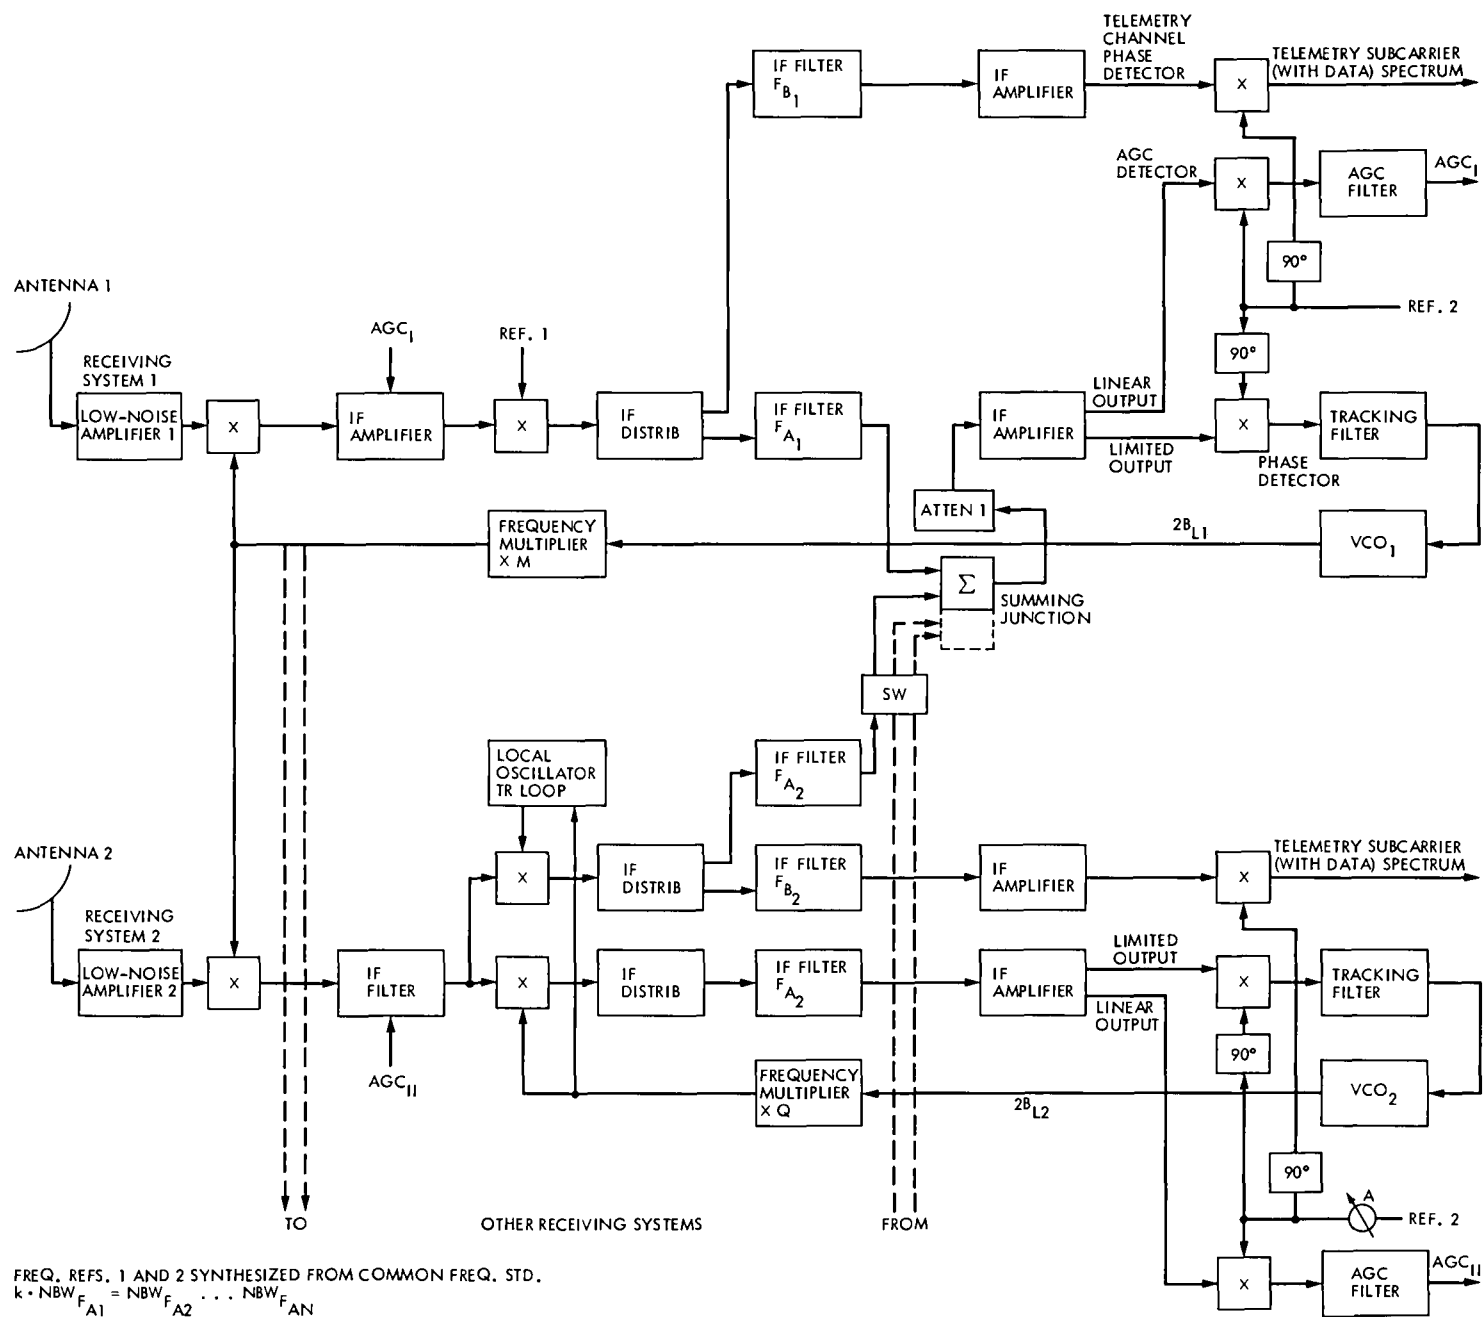 TELEMETRY
CHANNEL
PHASE
DETECTOR
IF FILTER
F_B1
IF
AMPLIFIER
X
TELEMETRY SUBCARRIER
(WITH DATA) SPECTRUM
AGC
DETECTOR
X
AGC
FILTER
AGC_I
90°
REF. 2
90°
ANTENNA 1
RECEIVING
SYSTEM 1
LOW-NOISE
AMPLIFIER 1
X
AGC_I
IF
AMPLIFIER
REF. 1
X
IF
DISTRIB
IF FILTER
F_A1
IF
AMPLIFIER
LINEAR
OUTPUT
LIMITED
OUTPUT
X
PHASE
DETECTOR
TRACKING
FILTER
ATTEN 1
FREQUENCY
MULTIPLIER
X M
2B_L1
VCO_1
Σ
SUMMING
JUNCTION
SW
LOCAL
OSCILLATOR
TR LOOP
IF FILTER
F_A2
ANTENNA 2
RECEIVING
SYSTEM 2
LOW-NOISE
AMPLIFIER 2
X
IF
FILTER
AGC_II
X
IF
DISTRIB
IF FILTER
F_B2
IF
AMPLIFIER
X
TELEMETRY SUBCARRIER
(WITH DATA) SPECTRUM
X
IF
DISTRIB
IF FILTER
F_A2
IF
AMPLIFIER
LIMITED
OUTPUT
LINEAR
OUTPUT
X
TRACKING
FILTER
90°
FREQUENCY
MULTIPLIER
X Q
2B_L2
VCO_2
90°
A
REF. 2
TO
OTHER RECEIVING SYSTEMS
FROM
X
AGC
FILTER
AGC_II
FREQ. REFS. 1 AND 2 SYNTHESIZED FROM COMMON FREQ. STD.
k · NBW_F_A1 = NBW_F_A2 . . . NBW_F_AN